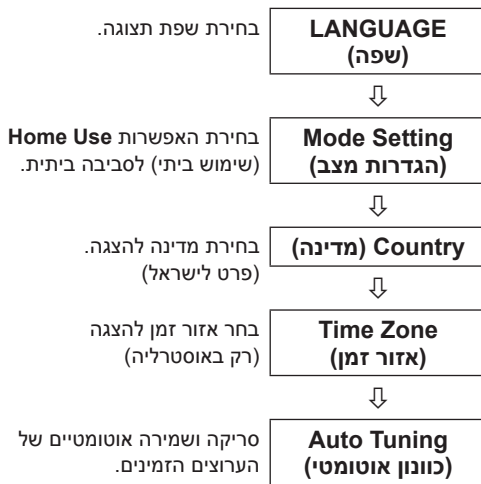 LANGUAGE
(שפה)
בחירת שפת תצוגה.
⇩
Mode Setting
(הגדרות מצב)
בחירת האפשרות Home Use
(שימוש ביתי) לסביבה ביתית.
⇩
Country (מדינה)
בחירת מדינה להצגה.
(פרט לישראל)
⇩
Time Zone
(אזור זמן)
בחר אזור זמן להצגה
(רק באוסטרליה)
⇩
Auto Tuning
(כוונון אוטומטי)
סריקה ושמירה אוטומטיים של
הערוצים הזמינים.